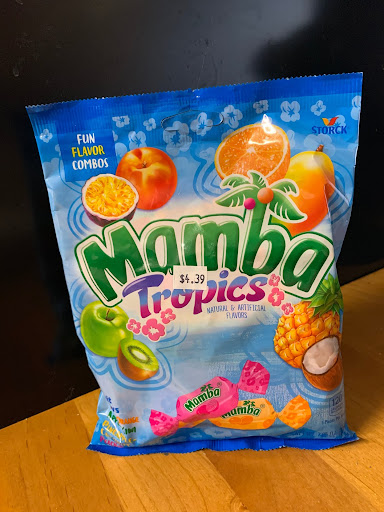 STORCK
FUN
FLAVOR
COMBOS
Mamba
$4.39
Tropics
NATURAL & ARTIFICIAL
FLAVORS
Mamba
Mamba